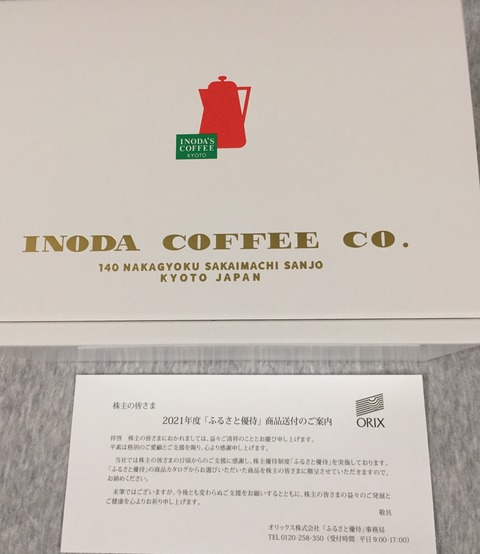 INODA'S
COFFEE
KYOTO
INODA COFFEE CO.
140 NAKAGYOKU SAKAIMACHI SANJO
KYOTO JAPAN
株主の皆さま
2021年度「ふるさと優待」商品送付のご案内
ORIX
拝啓 株主の皆さまにおかれましては、益々ご清祥のこととお慶び申し上げます。
平素は格別のご愛顧とご支援を賜り、心より感謝申し上げます。
当社では株主の皆さまの日頃からのご支援に感謝し、株主優待制度「ふるさと優待」を実施しております。
「ふるさと優待」の商品カタログからお選びいただいた商品を株主の皆さまに贈呈させていただきますので、
お納めください。
末筆ではございますが、今後とも変わらぬご支援をお願いするとともに、株主の皆さまの益々のご発展と
ご健康を心よりお祈り申し上げます。
敬具
オリックス株式会社「ふるさと優待」事務局
TEL 0120-258-350（受付時間：平日 9:00-17:00）